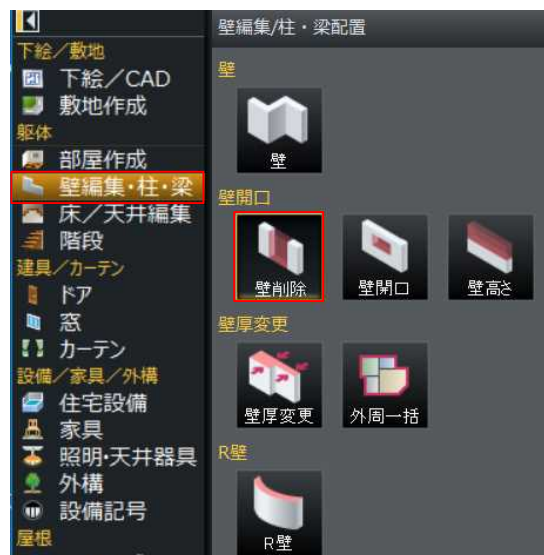 下絵／敷地
下絵／CAD
敷地作成
躯体
部屋作成
壁編集･柱･梁
床／天井編集
階段
建具／カーテン
ドア
窓
カーテン
設備／家具／外構
住宅設備
家具
照明･天井器具
外構
設備記号
屋根
壁編集/柱・梁配置
壁
壁
壁開口
壁削除
壁開口
壁高さ
壁厚変更
壁厚変更
外周一括
R壁
R壁